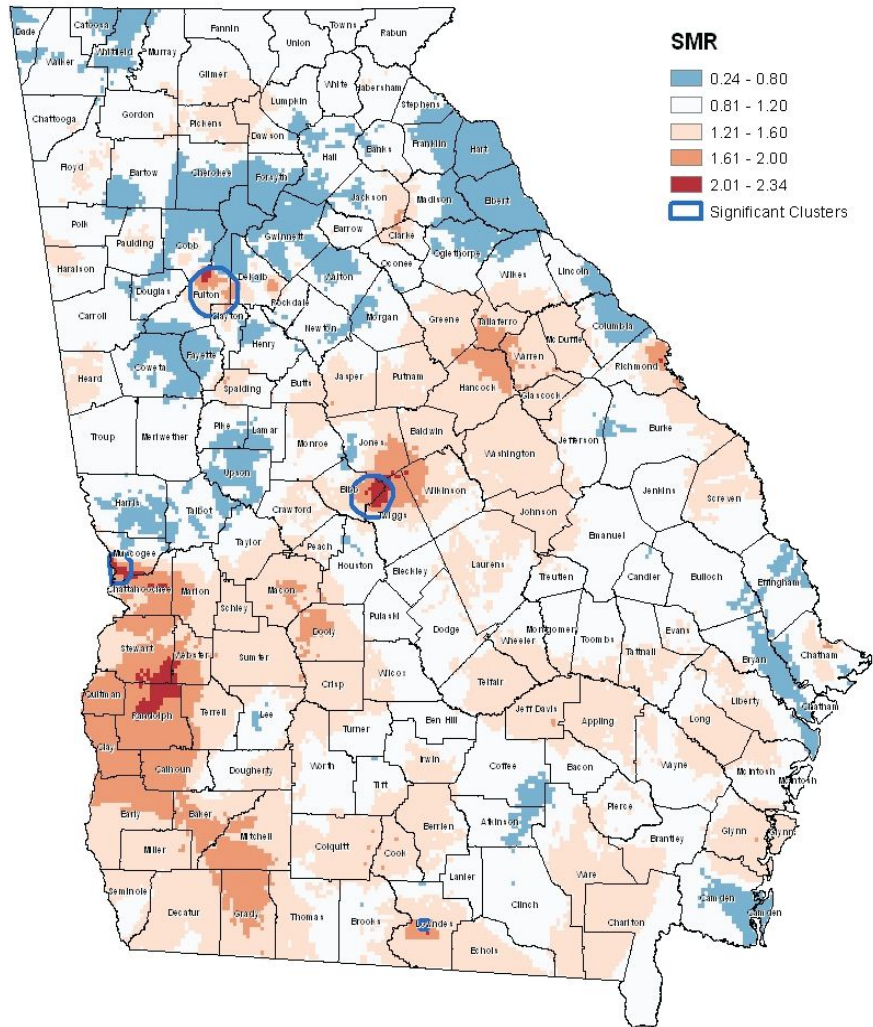 SMR
0.24 - 0.80
0.81 - 1.20
1.21 - 1.60
1.61 - 2.00
2.01 - 2.34
Significant Clusters
Dade
Catoosa
Whitfield
Murray
Fannin
Union
Towns
Rabun
Walker
Gilmer
White
Habersham
Lumpkin
Stephens
Chattooga
Gordon
Pickens
Dawson
Hall
Banks
Franklin
Hart
Floyd
Bartow
Cherokee
Forsyth
Jackson
Madison
Elbert
Polk
Paulding
Cobb
Gwinnett
Barrow
Clarke
Oglethorpe
Haralson
Douglas
Fulton
DeKalb
Walton
Oconee
Wilkes
Lincoln
Carroll
Clayton
Rockdale
Newton
Morgan
Greene
Taliaferro
Mc Duffie
Columbia
Coweta
Fayette
Henry
Warren
Richmond
Heard
Spalding
Butts
Jasper
Putnam
Hancock
Glascock
Troup
Meriwether
Pike
Lamar
Monroe
Jones
Baldwin
Washington
Jefferson
Burke
Upson
Harris
Talbot
Crawford
Bibb
Twiggs
Wilkinson
Johnson
Jenkins
Screven
Emanuel
Muscogee
Taylor
Peach
Houston
Bleckley
Laurens
Treutlen
Candler
Bulloch
Effingham
Chattahoochee
Marion
Schley
Macon
Dooly
Pulaski
Dodge
Wheeler
Montgomery
Toombs
Tattnall
Evans
Bryan
Chatham
Stewart
Webster
Sumter
Crisp
Wilcox
Telfair
Liberty
Chatham
Quitman
Randolph
Terrell
Lee
Turner
Ben Hill
Jeff Davis
Appling
Long
Clay
Calhoun
Dougherty
Worth
Irwin
Coffee
Bacon
Wayne
McIntosh
McIntosh
Tift
Early
Baker
Mitchell
Berrien
Atkinson
Pierce
Brantley
Glynn
Glynn
Miller
Colquitt
Cook
Lanier
Ware
Seminole
Decatur
Grady
Thomas
Brooks
Lowndes
Clinch
Echols
Charlton
Camden
Camden